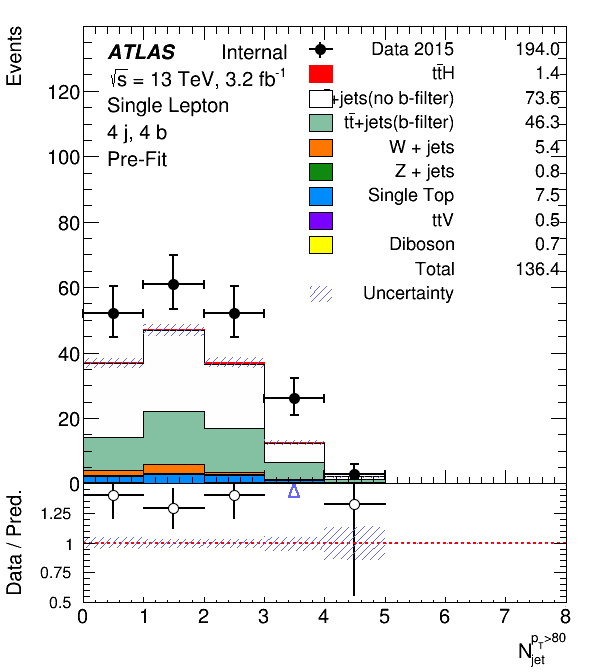 Events
ATLAS Internal
√s = 13 TeV, 3.2 fb⁻¹
Single Lepton
4 j, 4 b
Pre-Fit
Data 2015 194.0
tt̄H 1.4
t̄+jets(no b-filter) 73.6
tt̄+jets(b-filter) 46.3
W + jets 5.4
Z + jets 0.8
Single Top 7.5
ttV 0.5
Diboson 0.7
Total 136.4
Uncertainty
120
100
80
60
40
20
0
Data / Pred.
1.25
1
0.75
0.5
0 1 2 3 4 5 6 7 8
N_jet^{p_T>80}